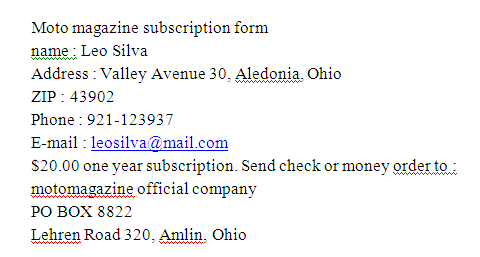 Moto magazine subscription form
name : Leo Silva
Address : Valley Avenue 30, Aledonia, Ohio
ZIP : 43902
Phone : 921-123937
E-mail : leosilva@mail.com
$20.00 one year subscription. Send check or money order to :
motomagazine official company
PO BOX 8822
Lehren Road 320, Amlin, Ohio